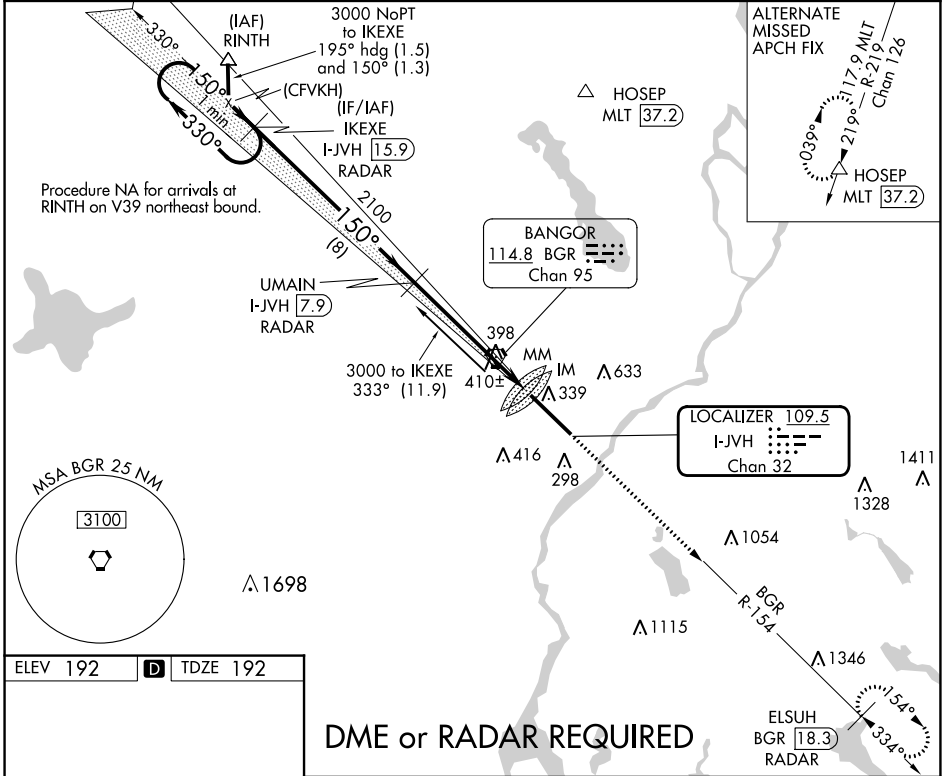 (IAF)
RINTH
3000 NoPT
to IKEXE
195° hdg (1.5)
and 150° (1.3)
330°
150°
1 min
330°
(CFVKH)
(IF/IAF)
IKEXE
I-JVH 15.9
RADAR
HOSEP
MLT 37.2
ALTERNATE
MISSED
APCH FIX
117.9 MLT
R-219
Chan 126
039°
219°
HOSEP
MLT 37.2
Procedure NA for arrivals at
RINTH on V39 northeast bound.
2100
150°
(8)
BANGOR
114.8 BGR
Chan 95
UMAIN
I-JVH 7.9
RADAR
3000 to IKEXE
333° (11.9)
398
410±
MM
IM
339
633
LOCALIZER 109.5
I-JVH
Chan 32
416
298
1411
1328
MSA BGR 25 NM
3100
1698
1054
BGR
R-154
1115
1346
ELEV 192 D TDZE 192
DME or RADAR REQUIRED
ELSUH
BGR 18.3
RADAR
154°
334°